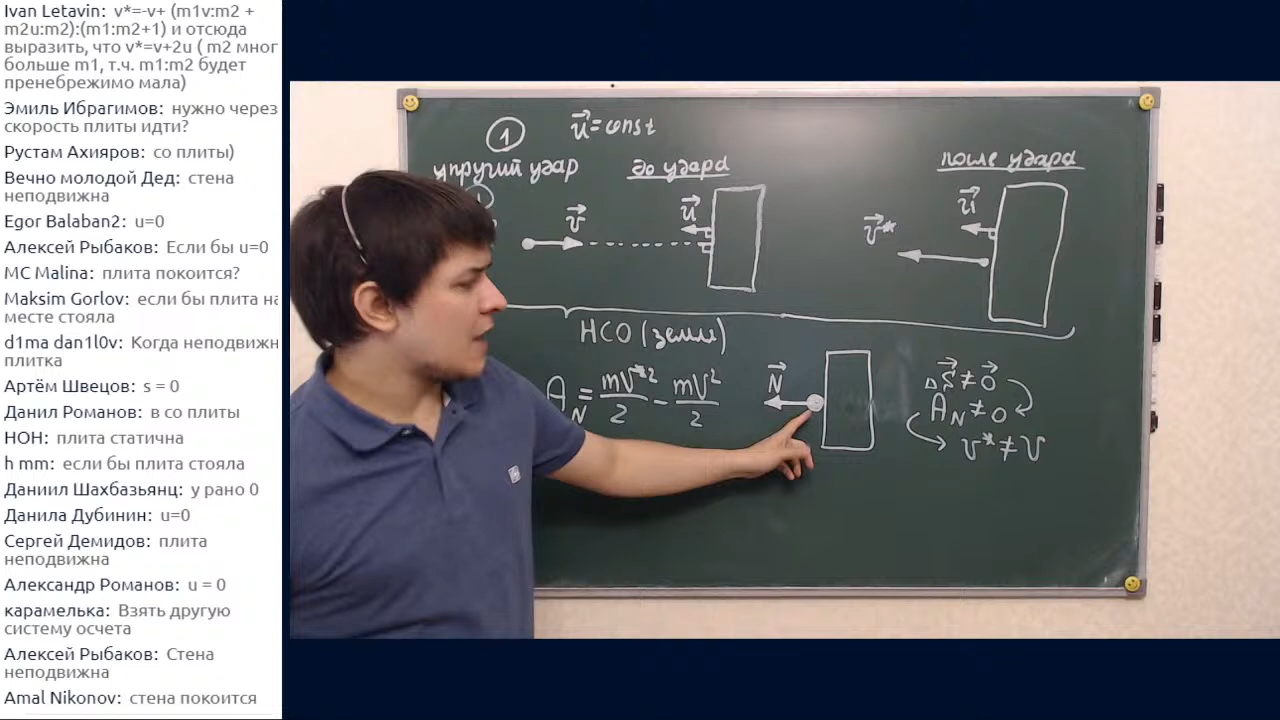 Ivan Letavin: v*=-v+ (m1v:m2 +
m2u:m2):(m1:m2+1) и отсюда
выразить, что v*=v+2u ( m2 мног
больше m1, т.ч. m1:m2 будет
пренебрежимо мала)
Эмиль Ибрагимов: нужно через
скорость плиты идти?
Рустам Ахияров: со плиты)
Вечно молодой Дед: стена
неподвижна
Egor Balaban2: u=0
Алексей Рыбаков: Если бы u=0
MC Malina: плита покоится?
Maksim Gorlov: если бы плита на
месте стояла
d1ma dan1l0v: Когда неподвижн
плитка
Артём Швецов: s = 0
Данил Романов: в со плиты
НОН: плита статична
h mm: если бы плита стояла
Даниил Шахбазьянц: у рано 0
Данила Дубинин: u=0
Сергей Демидов: плита
неподвижна
Александр Романов: u = 0
карамелька: Взять другую
систему осчета
Алексей Рыбаков: Стена
неподвижна
Amal Nikonov: стена покоится
1 u⃗=const
упругий удар до удара после удара
v⃗ u⃗ v⃗* u⃗
НСО (земля)
A_N = mv*²/2 - mv²/2
N⃗
Δs⃗ ≠ 0⃗
A_N ≠ 0
v* ≠ v